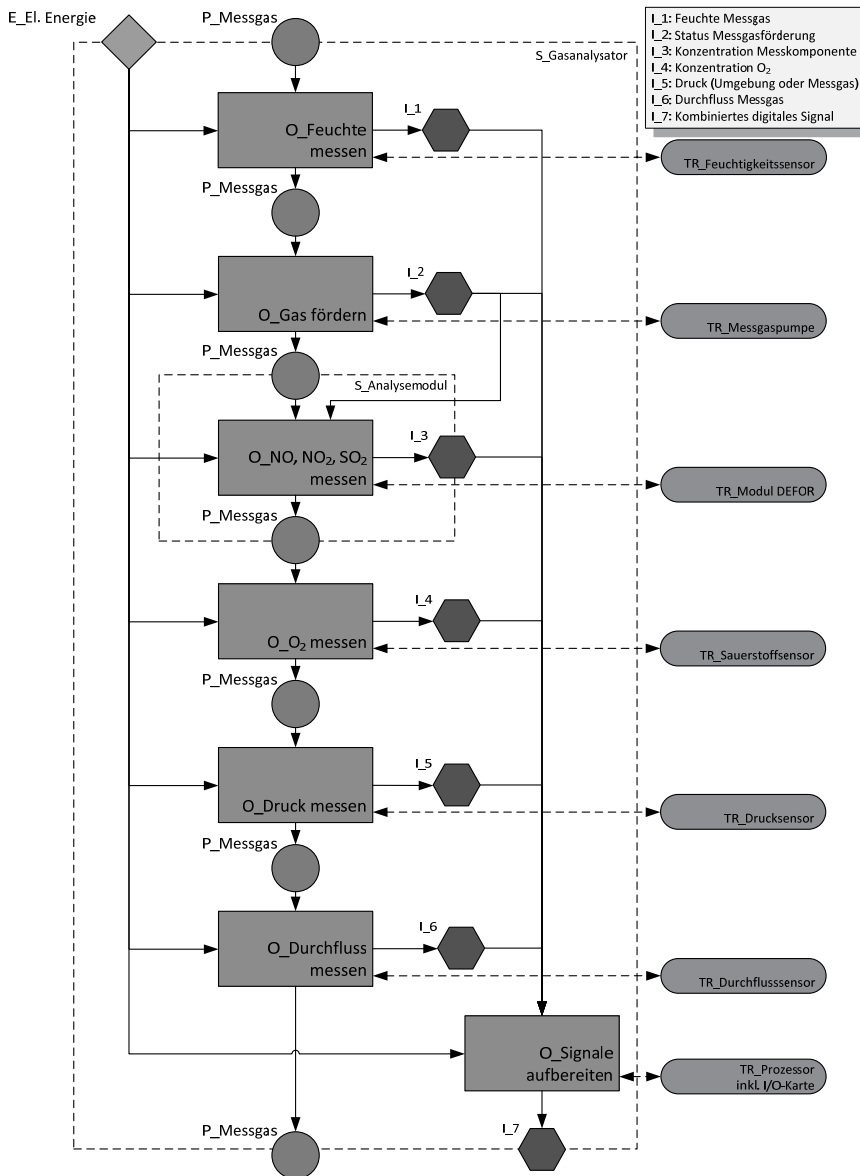 E_El. Energie
P_Messgas
S_Gasanalysator
I_1: Feuchte Messgas
I_2: Status Messgasförderung
I_3: Konzentration Messkomponente
I_4: Konzentration O₂
I_5: Druck (Umgebung oder Messgas)
I_6: Durchfluss Messgas
I_7: Kombiniertes digitales Signal
O_Feuchte
messen
I_1
TR_Feuchtigkeitssensor
P_Messgas
O_Gas fördern
I_2
TR_Messgaspumpe
P_Messgas
S_Analysemodul
O_NO, NO₂, SO₂
messen
I_3
TR_Modul DEFOR
P_Messgas
O_O₂ messen
I_4
TR_Sauerstoffsensor
P_Messgas
O_Druck messen
I_5
TR_Drucksensor
P_Messgas
O_Durchfluss
messen
I_6
TR_Durchflusssensor
O_Signale
aufbereiten
TR_Prozessor
inkl. I/O-Karte
P_Messgas
I_7